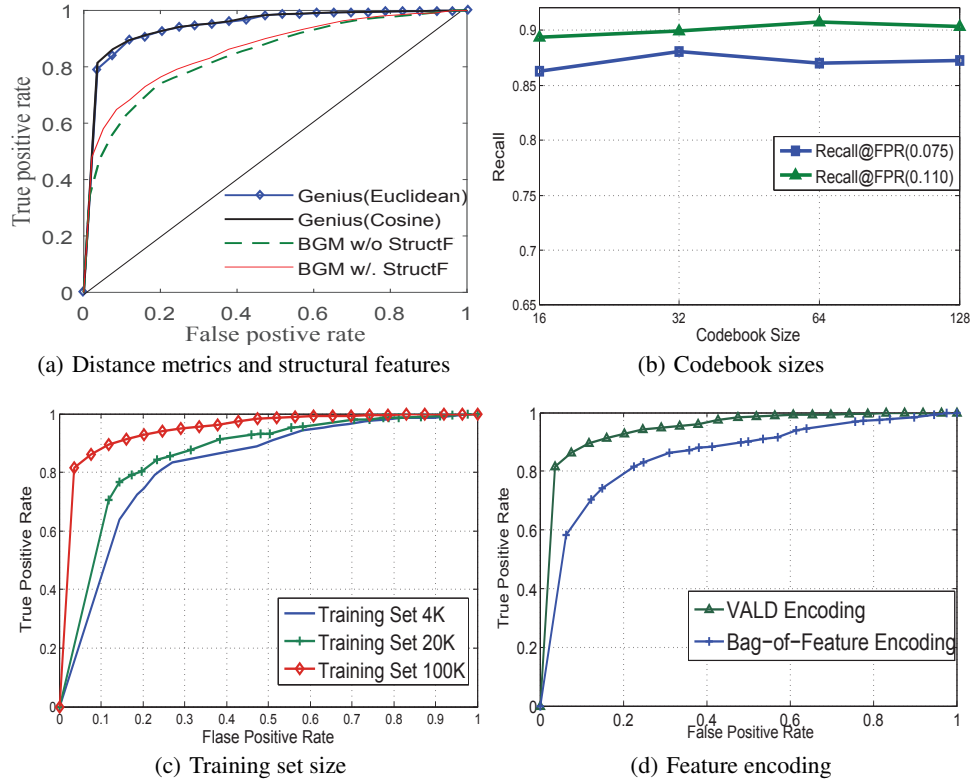 True positive rate
1
0.8
0.6
0.4
0.2
0
0 0.2 0.4 0.6 0.8 1
False postive rate
Genius(Euclidean)
Genius(Cosine)
BGM w/o StructF
BGM w/. StructF
(a) Distance metrics and structural features
Recall
0.9
0.85
0.8
0.75
0.7
0.65
16 32 64 128
Codebook Size
Recall@FPR(0.075)
Recall@FPR(0.110)
(b) Codebook sizes
True Positive Rate
1
0.8
0.6
0.4
0.2
0
0 0.1 0.2 0.3 0.4 0.5 0.6 0.7 0.8 0.9 1
Flase Positive Rate
Training Set 4K
Training Set 20K
Training Set 100K
(c) Training set size
True Positive Rate
1
0.8
0.6
0.4
0.2
0
0 0.2 0.4 0.6 0.8 1
False Positive Rate
VALD Encoding
Bag-of-Feature Encoding
(d) Feature encoding